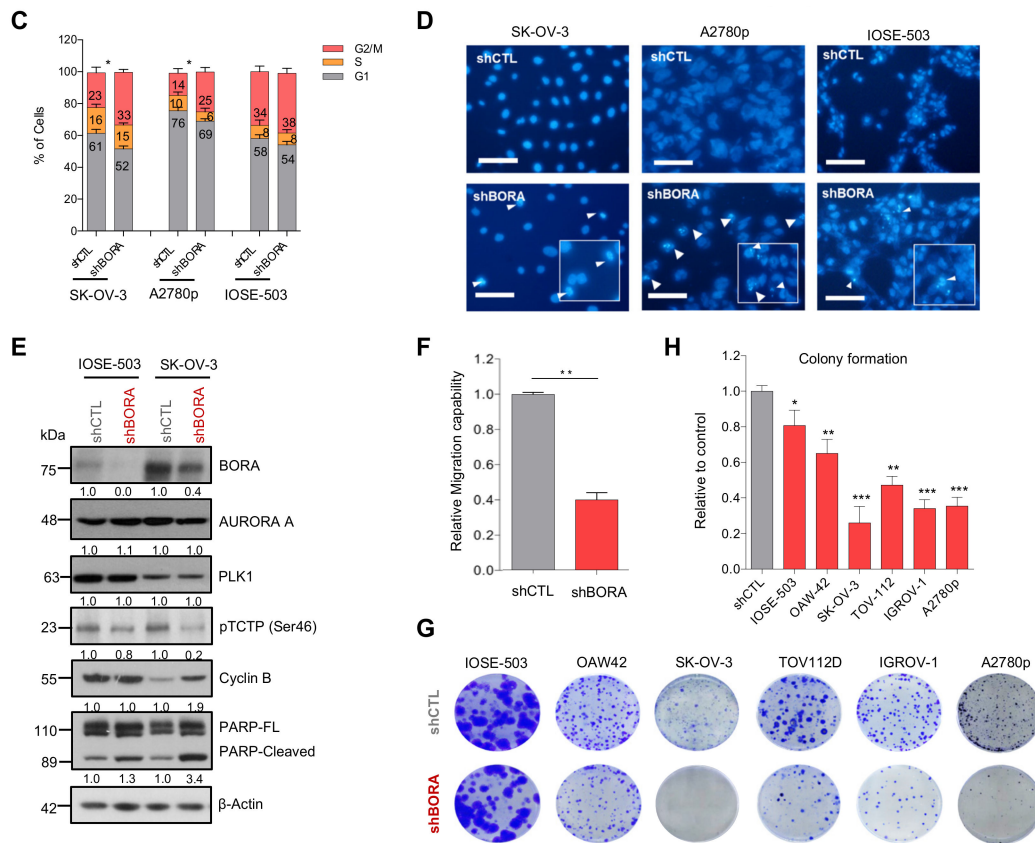 C
120
100
80
60
40
20
0
% of Cells
* *
23 33 14 25 34 38
16 15 10 6 8 8
61 52 76 69 58 54
shCTL shBORA shCTL shBORA shCTL shBORA
SK-OV-3 A2780p IOSE-503
G2/M
S
G1
D
SK-OV-3 A2780p IOSE-503
shCTL shCTL shCTL
shBORA shBORA shBORA
E
IOSE-503 SK-OV-3
shCTL shBORA shCTL shBORA
kDa
75 BORA
1.0 0.0 1.0 0.4
48 AURORA A
1.0 1.1 1.0 1.0
63 PLK1
1.0 1.0 1.0 1.0
23 pTCTP (Ser46)
1.0 0.8 1.0 0.2
55 Cyclin B
1.0 1.0 1.0 1.9
110 PARP-FL
89 PARP-Cleaved
1.0 1.3 1.0 3.4
42 β-Actin
F
Relative Migration capability
1.2
1.0
0.8
0.6
0.4
0.2
0.0
**
shCTL shBORA
H
Colony formation
Relative to control
1.2
1.0
0.8
0.6
0.4
0.2
0
* ** *** ** *** ***
shCTL IOSE-503 OAW-42 SK-OV-3 TOV-112 IGROV-1 A2780p
G
IOSE-503 OAW42 SK-OV-3 TOV112D IGROV-1 A2780p
shCTL
shBORA